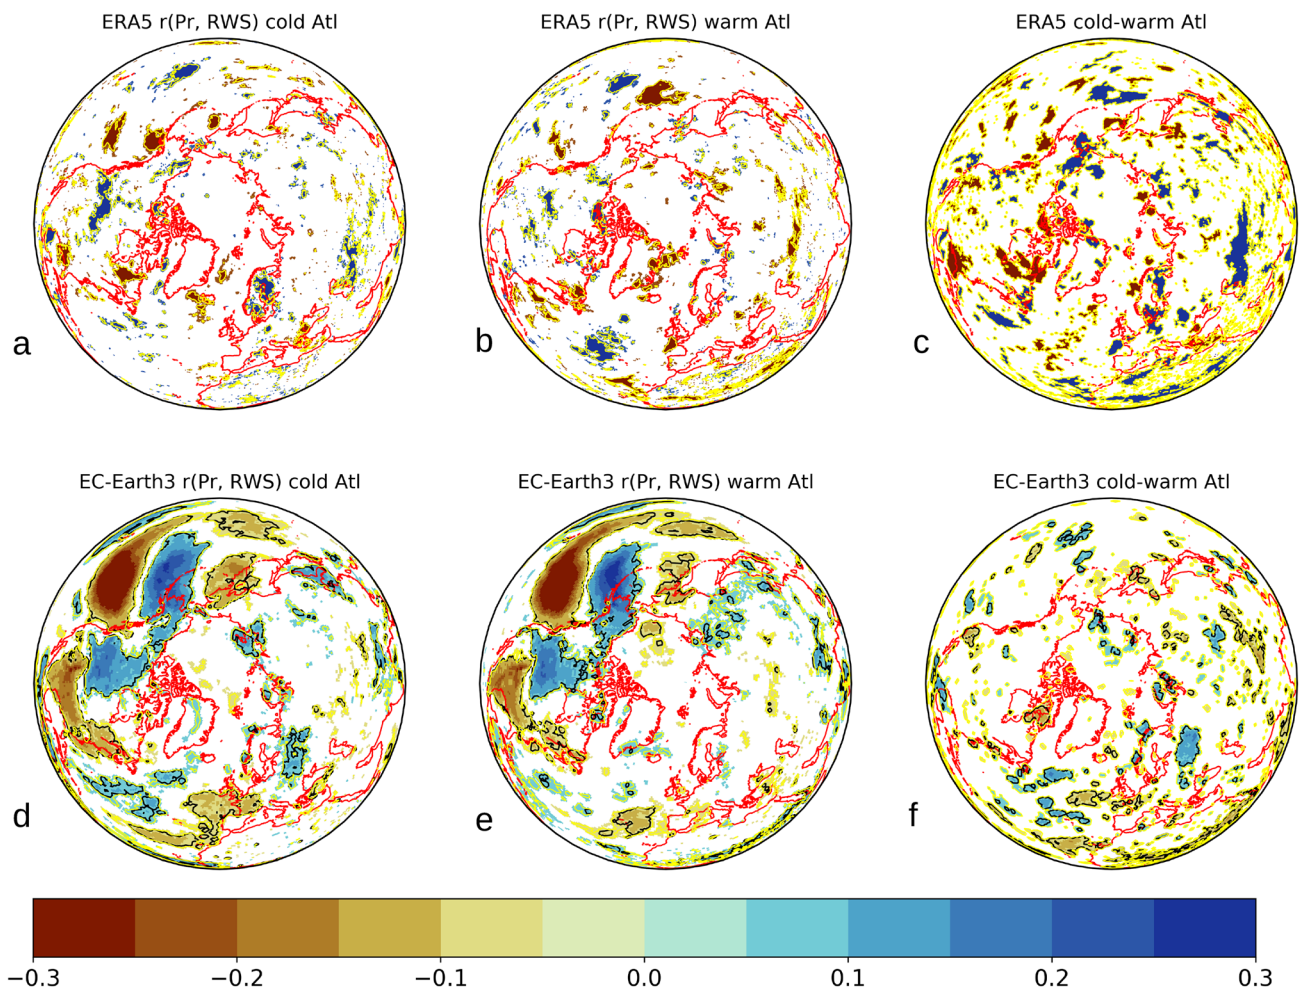 ERA5 r(Pr, RWS) cold Atl
ERA5 r(Pr, RWS) warm Atl
ERA5 cold-warm Atl
a
b
c
EC-Earth3 r(Pr, RWS) cold Atl
EC-Earth3 r(Pr, RWS) warm Atl
EC-Earth3 cold-warm Atl
d
e
f
−0.3
−0.2
−0.1
0.0
0.1
0.2
0.3